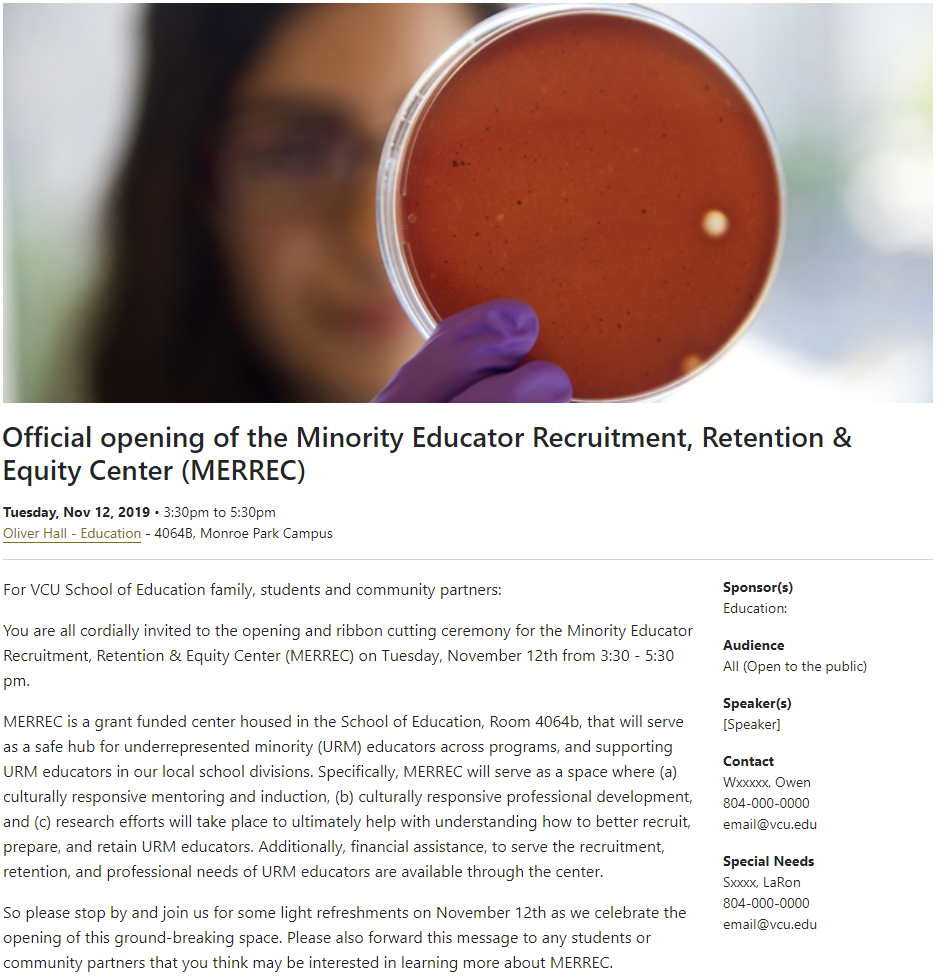 Official opening of the Minority Educator Recruitment, Retention &
Equity Center (MERREC)
Tuesday, Nov 12, 2019 • 3:30pm to 5:30pm
Oliver Hall - Education - 4064B, Monroe Park Campus
For VCU School of Education family, students and community partners:
You are all cordially invited to the opening and ribbon cutting ceremony for the Minority Educator
Recruitment, Retention & Equity Center (MERREC) on Tuesday, November 12th from 3:30 - 5:30
pm.
MERREC is a grant funded center housed in the School of Education, Room 4064b, that will serve
as a safe hub for underrepresented minority (URM) educators across programs, and supporting
URM educators in our local school divisions. Specifically, MERREC will serve as a space where (a)
culturally responsive mentoring and induction, (b) culturally responsive professional development,
and (c) research efforts will take place to ultimately help with understanding how to better recruit,
prepare, and retain URM educators. Additionally, financial assistance, to serve the recruitment,
retention, and professional needs of URM educators are available through the center.
So please stop by and join us for some light refreshments on November 12th as we celebrate the
opening of this ground-breaking space. Please also forward this message to any students or
community partners that you think may be interested in learning more about MERREC.
Sponsor(s)
Education:
Audience
All (Open to the public)
Speaker(s)
[Speaker]
Contact
Wxxxxx, Owen
804-000-0000
email@vcu.edu
Special Needs
Sxxxx, LaRon
804-000-0000
email@vcu.edu